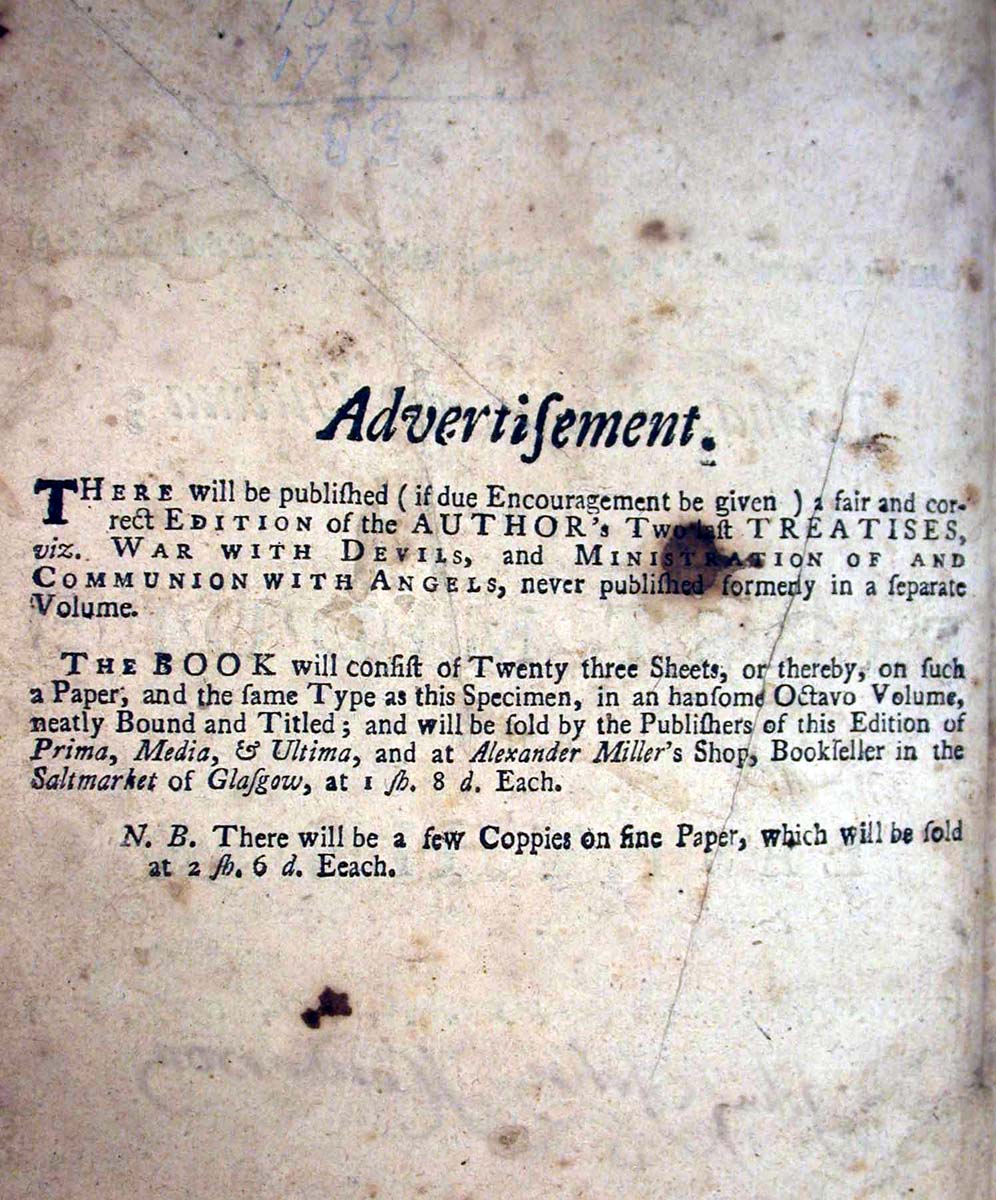 1820
17
Advertiſement.
THERE will be publiſhed ( if due Encouragement be given ) a fair and cor-
rect EDITION of the AUTHOR's Two laſt TREATISES,
viz. WAR WITH DEVILS, and MINISTRATION OF AND
COMMUNION WITH ANGELS, never publiſhed formerly in a ſeparate
Volume.
THE BOOK will conſiſt of Twenty three Sheets, or thereby, on ſuch
a Paper, and the ſame Type as this Specimen, in an hanſome Octavo Volume,
neatly Bound and Titled; and will be ſold by the Publiſhers of this Edition of
Prima, Media, & Ultima, and at Alexander Miller's Shop, Bookſeller in the
Saltmarket of Glaſgow, at 1 ſh. 8 d. Each.
N. B. There will be a few Coppies on fine Paper, which will be ſold
at 2 ſh. 6 d. Eeach.